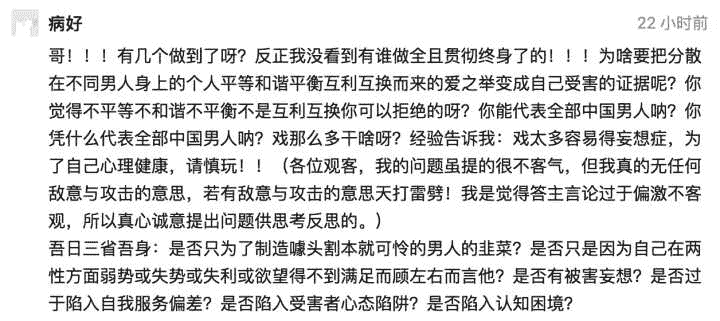 病好
22 小时前
哥！！！有几个做到了呀？反正我没看到有谁做全且贯彻终身了的！！！为啥要把分散
在不同男人身上的个人平等和谐平衡互利互换而来的爱之举变成自己受害的证据呢？你
觉得不平等不和谐不平衡不是互利互换你可以拒绝的呀？你能代表全部中国男人呐？你
凭什么代表全部中国男人呐？戏那么多干啥呀？经验告诉我：戏太多容易得妄想症，为
了自己心理健康，请慎玩！！（各位观客，我的问题虽提的很不客气，但我真的无任何
敌意与攻击的意思，若有敌意与攻击的意思天打雷劈！我是觉得答主言论过于偏激不客
观，所以真心诚意提出问题供思考反思的。）
吾日三省吾身：是否只为了制造噱头割本就可怜的男人的韭菜？是否只是因为自己在两
性方面弱势或失势或失利或欲望得不到满足而顾左右而言他？是否有被害妄想？是否过
于陷入自我服务偏差？是否陷入受害者心态陷阱？是否陷入认知困境？